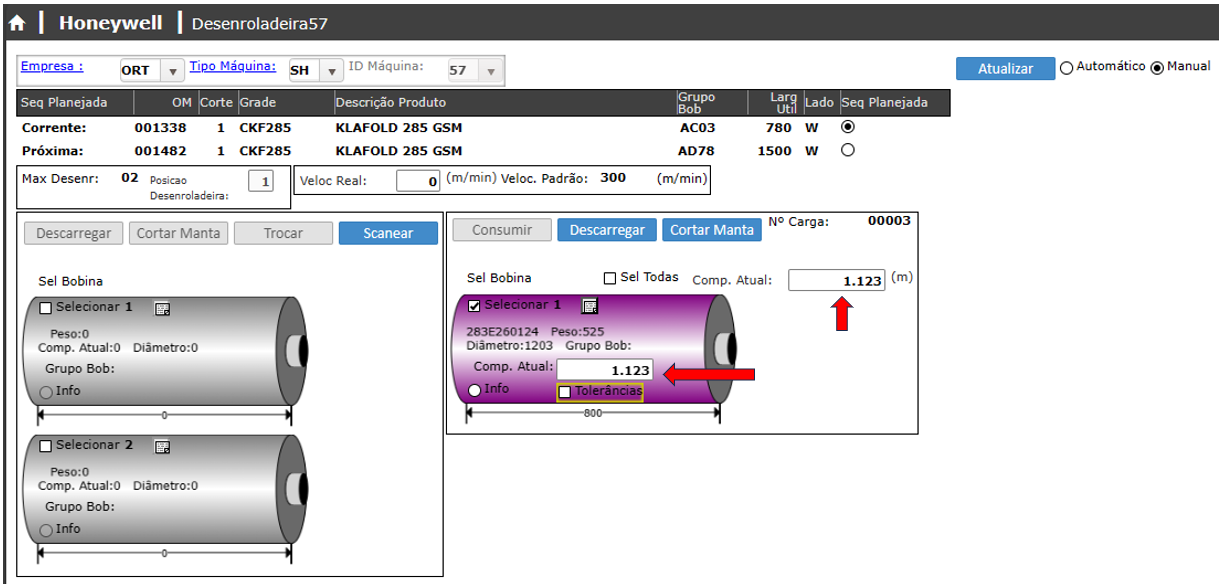 Honeywell Desenroladeira57
Empresa : ORT Tipo Máquina: SH ID Máquina: 57 Atualizar Automático Manual
Seq Planejada OM Corte Grade Descrição Produto Grupo Bob Larg Util Lado Seq Planejada
Corrente: 001338 1 CKF285 KLAFOLD 285 GSM AC03 780 W
Próxima: 001482 1 CKF285 KLAFOLD 285 GSM AD78 1500 W
Max Desenr: 02 Posicao Desenroladeira: 1 Veloc Real: 0 (m/min) Veloc. Padrão: 300 (m/min)
Descarregar Cortar Manta Trocar Scanear
Sel Bobina
Selecionar 1
Peso:0
Comp. Atual:0 Diâmetro:0
Grupo Bob:
Info
0
Selecionar 2
Peso:0
Comp. Atual:0 Diâmetro:0
Grupo Bob:
Info
0
Consumir Descarregar Cortar Manta Nº Carga: 00003
Sel Bobina Sel Todas Comp. Atual: 1.123 (m)
Selecionar 1
283E260124 Peso:525
Diâmetro:1203 Grupo Bob:
Comp. Atual: 1.123
Info Tolerâncias
800